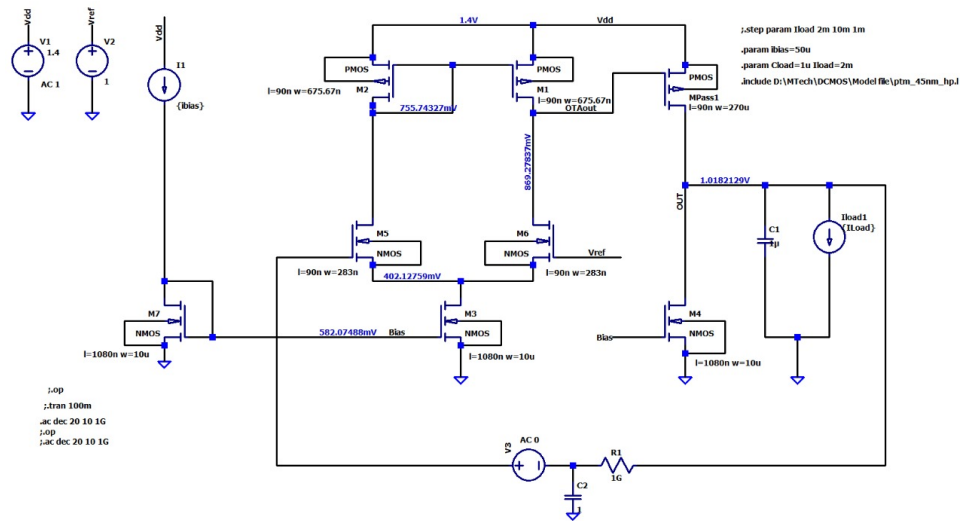 Vdd
Vref
Vdd
V1
1.4
AC 1
V2
1
I1
{ibias}
1.4V
Vdd
PMOS
M2
l=90n w=675.67n
755.74327mV
PMOS
M1
l=90n w=675.67n
OTAout
869.27837mV
PMOS
MPass1
l=90n w=270u
;.step param Iload 2m 10m 1m
.param ibias=50u
.param Cload=1u Iload=2m
.include D:\MTech\DCMOS\Model file\ptm_45nm_hp.l
1.0182129V
OUT
C1
1µ
Iload1
{ILoad}
M5
NMOS
l=90n w=283n
M6
NMOS
l=90n w=283n
Vref
402.12759mV
M7
NMOS
l=1080n w=10u
582.07488mV
Bias
M3
NMOS
l=1080n w=10u
Bias
M4
NMOS
l=1080n w=10u
;.op
;.tran 100m
.ac dec 20 10 1G
;.op
;.ac dec 20 10 1G
V3
AC 0
R1
1G
C2
1